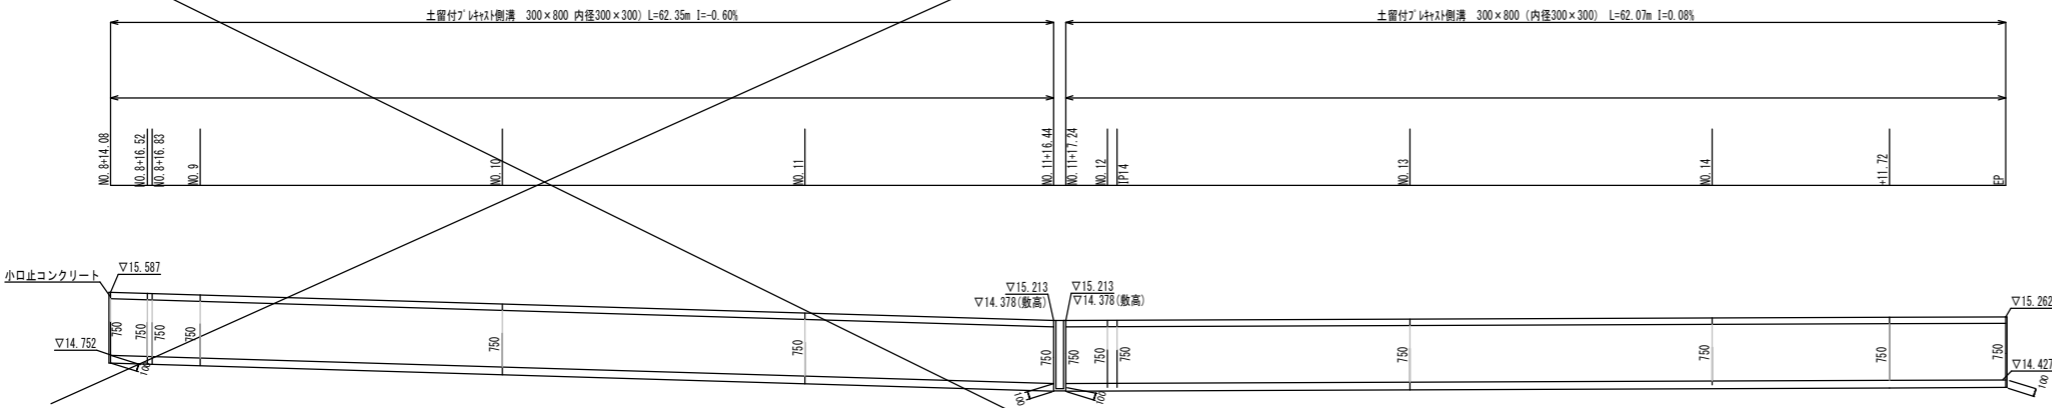 土留付プレキャスト側溝 300×800 内径300×300) L=62.35m I=-0.60%
土留付プレキャスト側溝 300×800 (内径300×300) L=62.07m I=0.08%
NO.8+14.08
NO.8+16.52
NO.8+16.83
NO.9
NO.10
NO.11
NO.11+16.44
NO.11+17.24
NO.12
IP14
NO.13
NO.14
+11.72
EP
小口止コンクリート
▽15.587
▽15.213
▽14.378(敷高)
▽15.213
▽14.378(敷高)
▽15.262
750
750
750
750
750
750
750
750
750
750
750
750
750
750
▽14.752
▽14.427
100
100
100
100